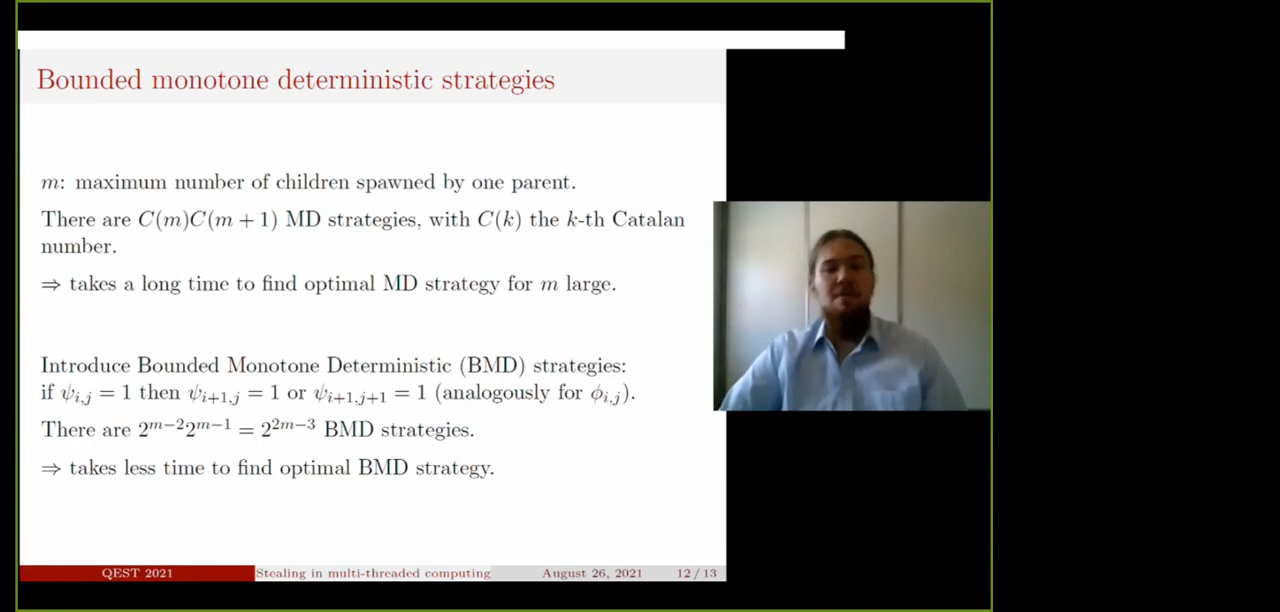 Bounded monotone deterministic strategies
m: maximum number of children spawned by one parent.
There are C(m)C(m + 1) MD strategies, with C(k) the k-th Catalan
number.
⇒ takes a long time to find optimal MD strategy for m large.
Introduce Bounded Monotone Deterministic (BMD) strategies:
if ψ_{i,j} = 1 then ψ_{i+1,j} = 1 or ψ_{i+1,j+1} = 1 (analogously for ϕ_{i,j}).
There are 2^{m−2}2^{m−1} = 2^{2m−3} BMD strategies.
⇒ takes less time to find optimal BMD strategy.
QEST 2021 Stealing in multi-threaded computing August 26, 2021 12 / 13